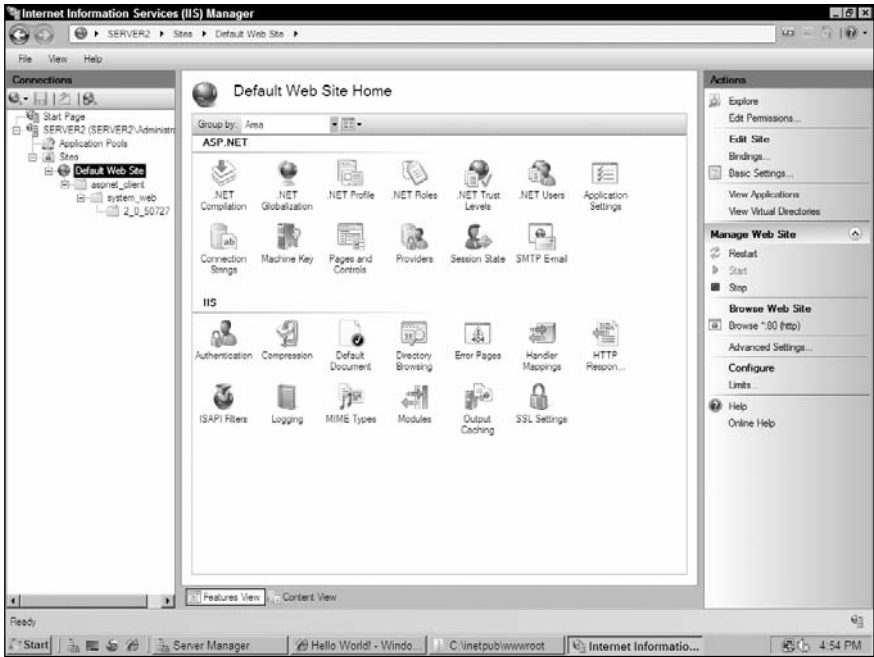 Internet Information Services (IIS) Manager
SERVER2 Sites Default Web Site
File View Help
Connections
Start Page
SERVER2 (SERVER2\Administr
Application Pools
Sites
Default Web Site
aspnet_client
system_web
2_0_50727
Default Web Site Home
Group by: Area
ASP.NET
.NET Compilation
.NET Globalization
.NET Profile
.NET Roles
.NET Trust Levels
.NET Users
Application Settings
Connection Strings
Machine Key
Pages and Controls
Providers
Session State
SMTP E-mail
IIS
Authentication
Compression
Default Document
Directory Browsing
Error Pages
Handler Mappings
HTTP Respon...
ISAPI Filters
Logging
MIME Types
Modules
Output Caching
SSL Settings
Features View Content View
Actions
Explore
Edit Permissions...
Edit Site
Bindings...
Basic Settings...
View Applications
View Virtual Directories
Manage Web Site
Restart
Start
Stop
Browse Web Site
Browse *:80 (http)
Advanced Settings...
Configure
Limits...
Help
Online Help
Ready
Start Server Manager Hello World! - Windo... C:\inetpub\wwwroot Internet Informatio... 4:54 PM